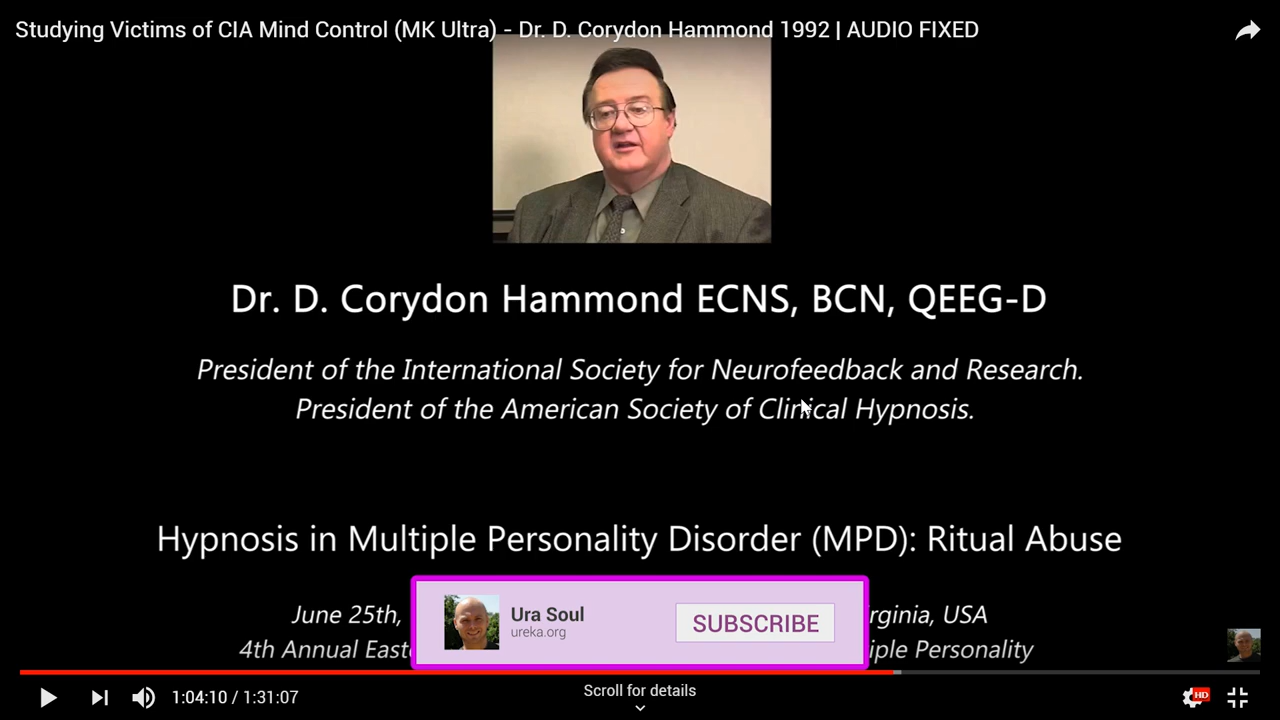 Studying Victims of CIA Mind Control (MK Ultra) - Dr. D. Corydon Hammond 1992 | AUDIO FIXED
Dr. D. Corydon Hammond ECNS, BCN, QEEG-D
President of the International Society for Neurofeedback and Research.
President of the American Society of Clinical Hypnosis.
Hypnosis in Multiple Personality Disorder (MPD): Ritual Abuse
June 25th, rginia, USA
4th Annual East iple Personality
Ura Soul
ureka.org
SUBSCRIBE
1:04:10 / 1:31:07
Scroll for details
HD